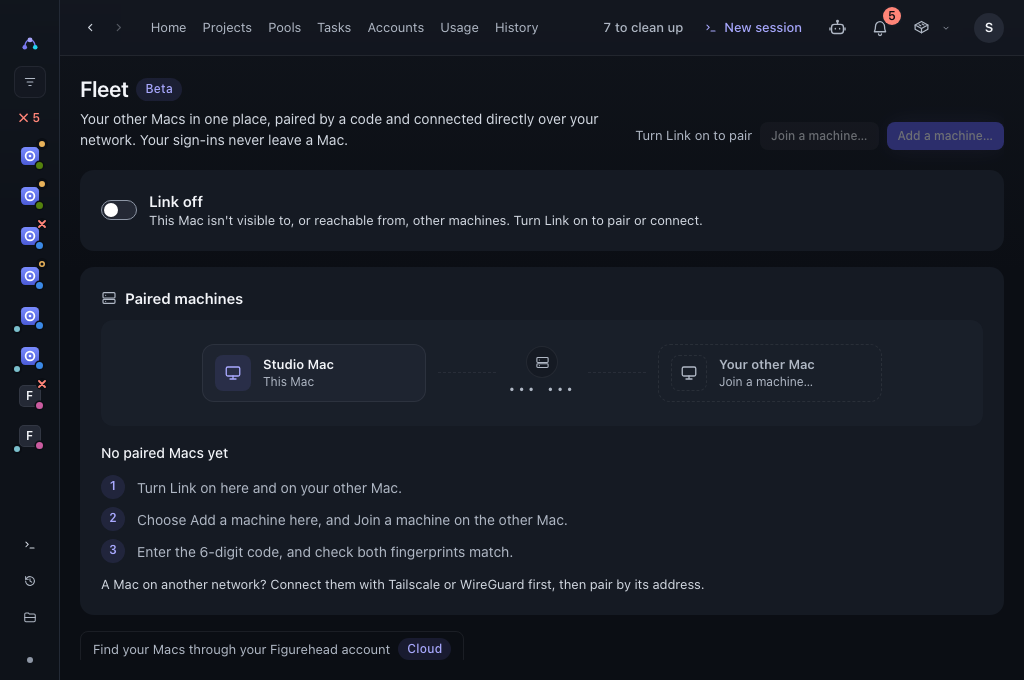 Home Projects Pools Tasks Accounts Usage History 7 to clean up New session 5 S
5
Fleet Beta
Your other Macs in one place, paired by a code and connected directly over your
network. Your sign-ins never leave a Mac.
Turn Link on to pair Join a machine... Add a machine...
Link off
This Mac isn't visible to, or reachable from, other machines. Turn Link on to pair or connect.
Paired machines
Studio Mac
This Mac
Your other Mac
Join a machine...
F
F
No paired Macs yet
1 Turn Link on here and on your other Mac.
2 Choose Add a machine here, and Join a machine on the other Mac.
3 Enter the 6-digit code, and check both fingerprints match.
A Mac on another network? Connect them with Tailscale or WireGuard first, then pair by its address.
Find your Macs through your Figurehead account Cloud